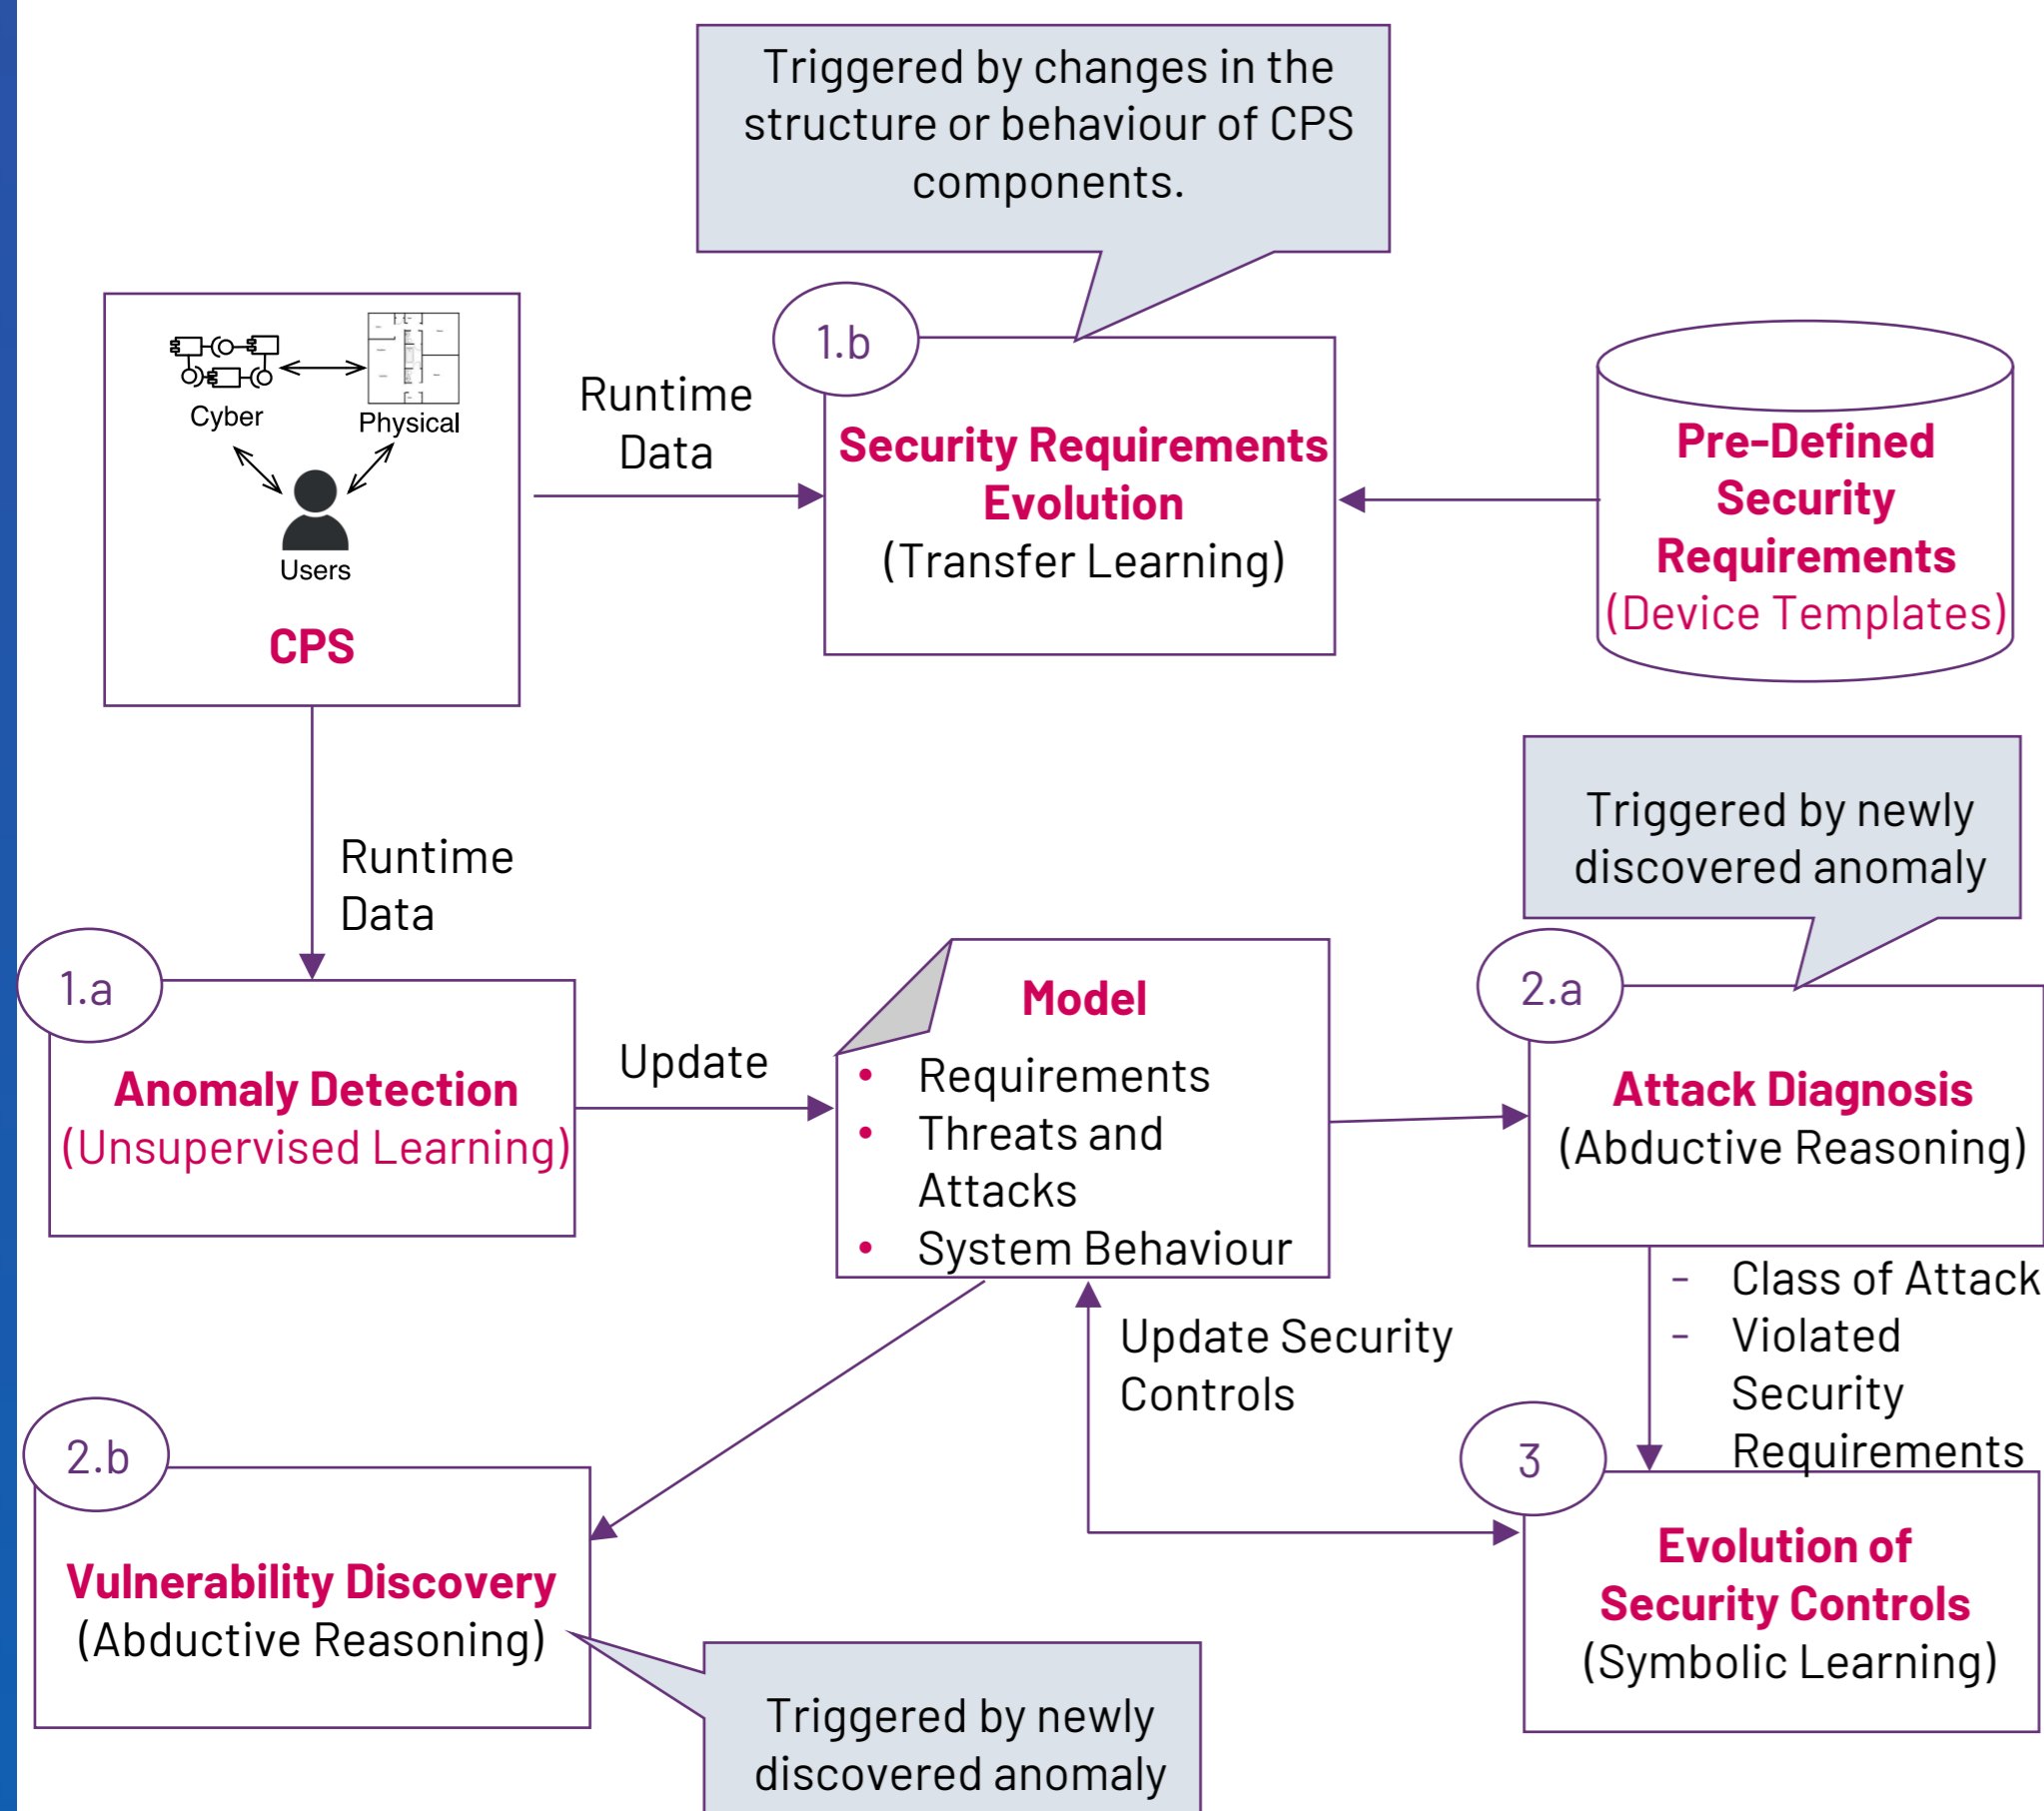 Triggered by changes in the
structure or behaviour of CPS
components.
Cyber
Physical
Users
CPS
Runtime
Data
1.b
Security Requirements
Evolution
(Transfer Learning)
Pre-Defined
Security
Requirements
(Device Templates)
Runtime
Data
Triggered by newly
discovered anomaly
1.a
Anomaly Detection
(Unsupervised Learning)
Update
Model
• Requirements
• Threats and
Attacks
• System Behaviour
2.a
Attack Diagnosis
(Abductive Reasoning)
- Class of Attack
- Violated
Security
Requirements
Update Security
Controls
2.b
Vulnerability Discovery
(Abductive Reasoning)
Triggered by newly
discovered anomaly
3
Evolution of
Security Controls
(Symbolic Learning)